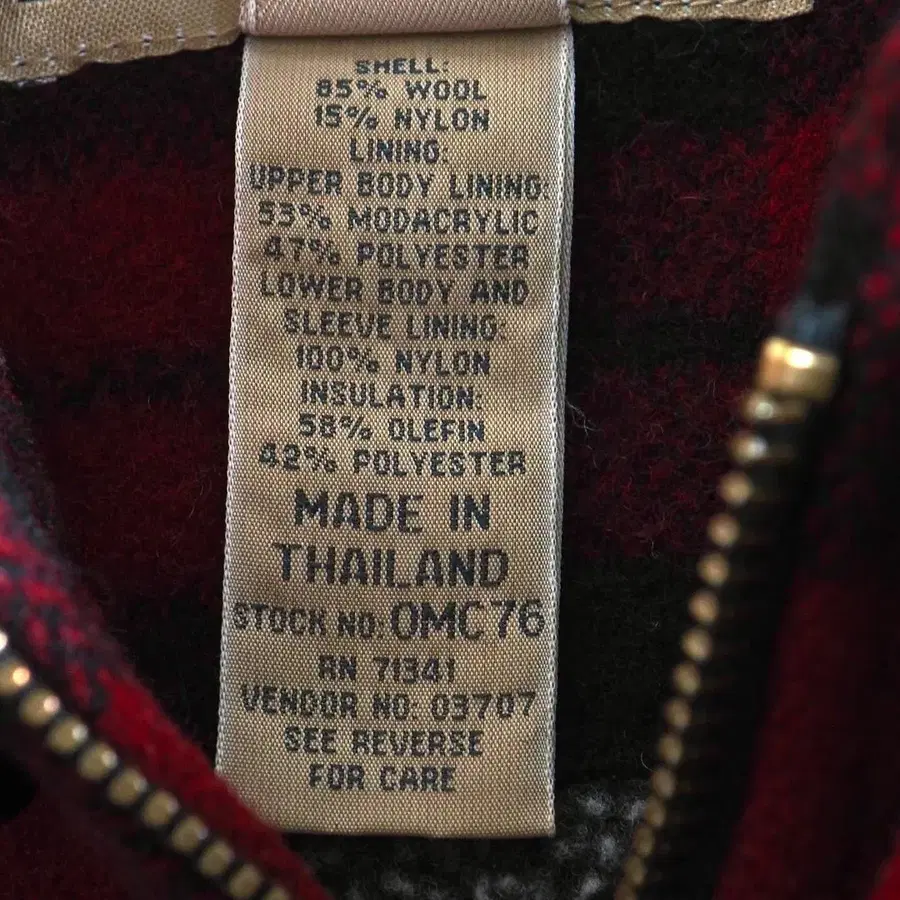 SHELL:
85% WOOL
15% NYLON
LINING:
UPPER BODY LINING:
53% MODACRYLIC
47% POLYESTER
LOWER BODY AND
SLEEVE LINING:
100% NYLON
INSULATION:
58% OLEFIN
42% POLYESTER
MADE IN
THAILAND
STOCK NO: OMC76
RN 71341
VENDOR NO: 03707
SEE REVERSE
FOR CARE